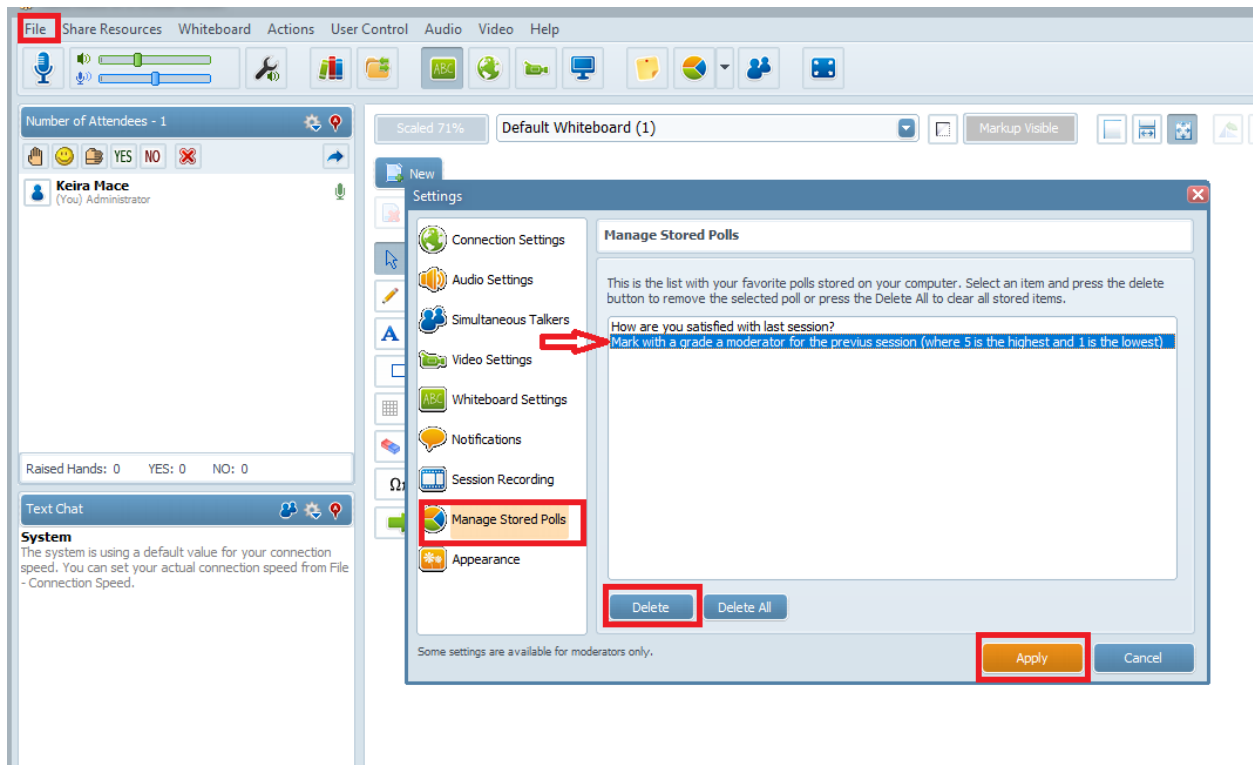 File Share Resources Whiteboard Actions User Control Audio Video Help
ABC
Number of Attendees - 1
YES NO
Keira Mace
(You) Administrator
Raised Hands: 0 YES: 0 NO: 0
Text Chat
System
The system is using a default value for your connection
speed. You can set your actual connection speed from File
- Connection Speed.
Scaled 71%
Default Whiteboard (1)
Markup Visible
New
A
Settings
Connection Settings
Audio Settings
Simultaneous Talkers
Video Settings
ABC
Whiteboard Settings
Notifications
Session Recording
Manage Stored Polls
Appearance
Manage Stored Polls
This is the list with your favorite polls stored on your computer. Select an item and press the delete
button to remove the selected poll or press the Delete All to clear all stored items.
How are you satisfied with last session?
Mark with a grade a moderator for the previus session (where 5 is the highest and 1 is the lowest)
Delete Delete All
Some settings are available for moderators only.
Apply Cancel